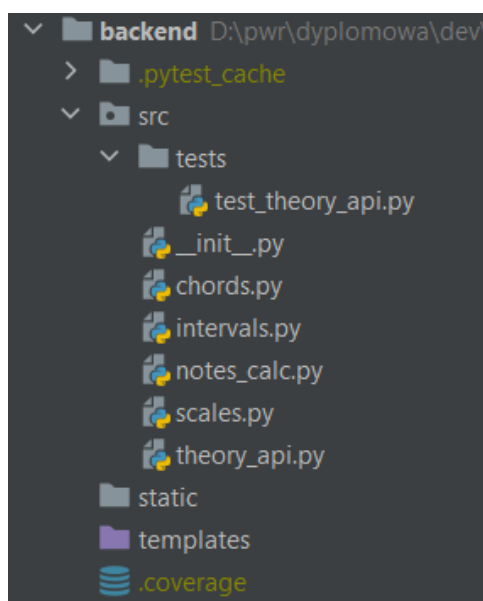 backend D:\pwr\dyplomowa\dev\
.pytest_cache
src
tests
test_theory_api.py
__init__.py
chords.py
intervals.py
notes_calc.py
scales.py
theory_api.py
static
templates
.coverage